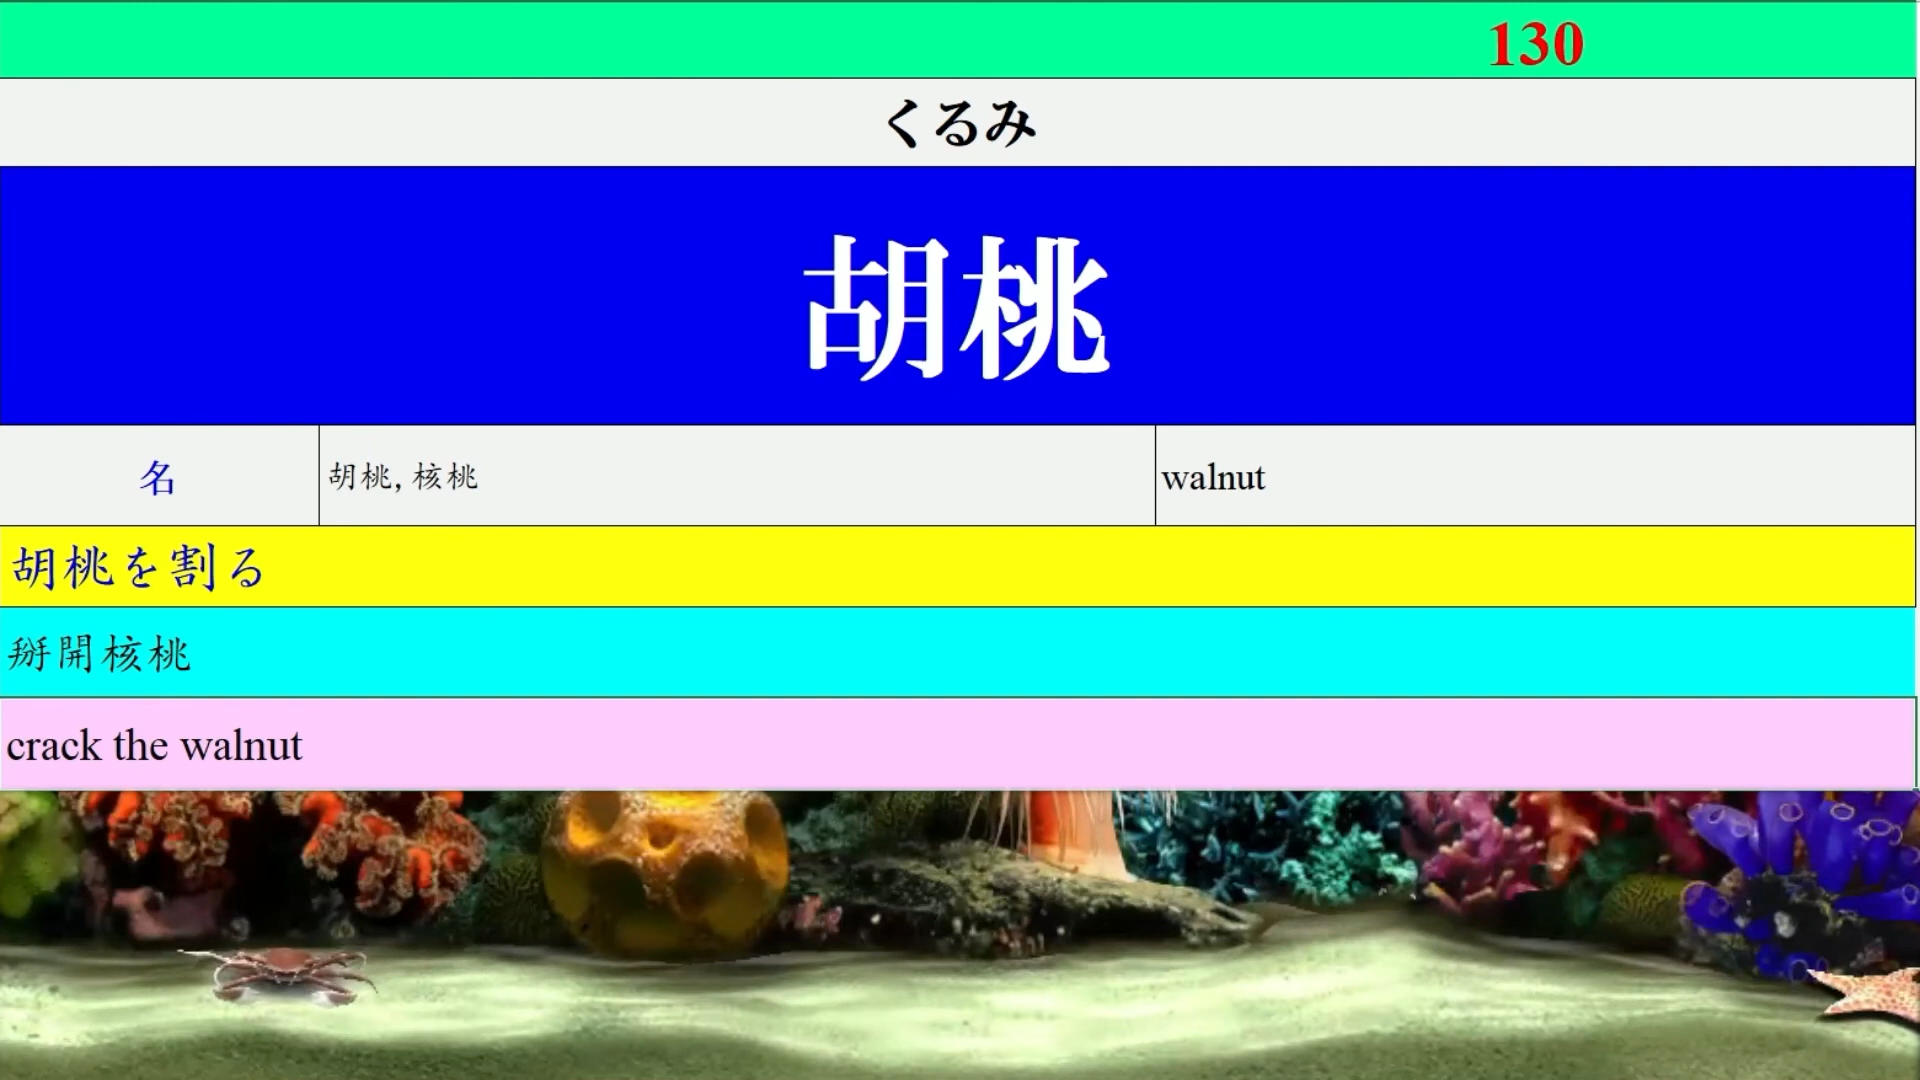 130
くるみ
胡桃
名 胡桃,核桃 walnut
胡桃を割る
掰開核桃
crack the walnut